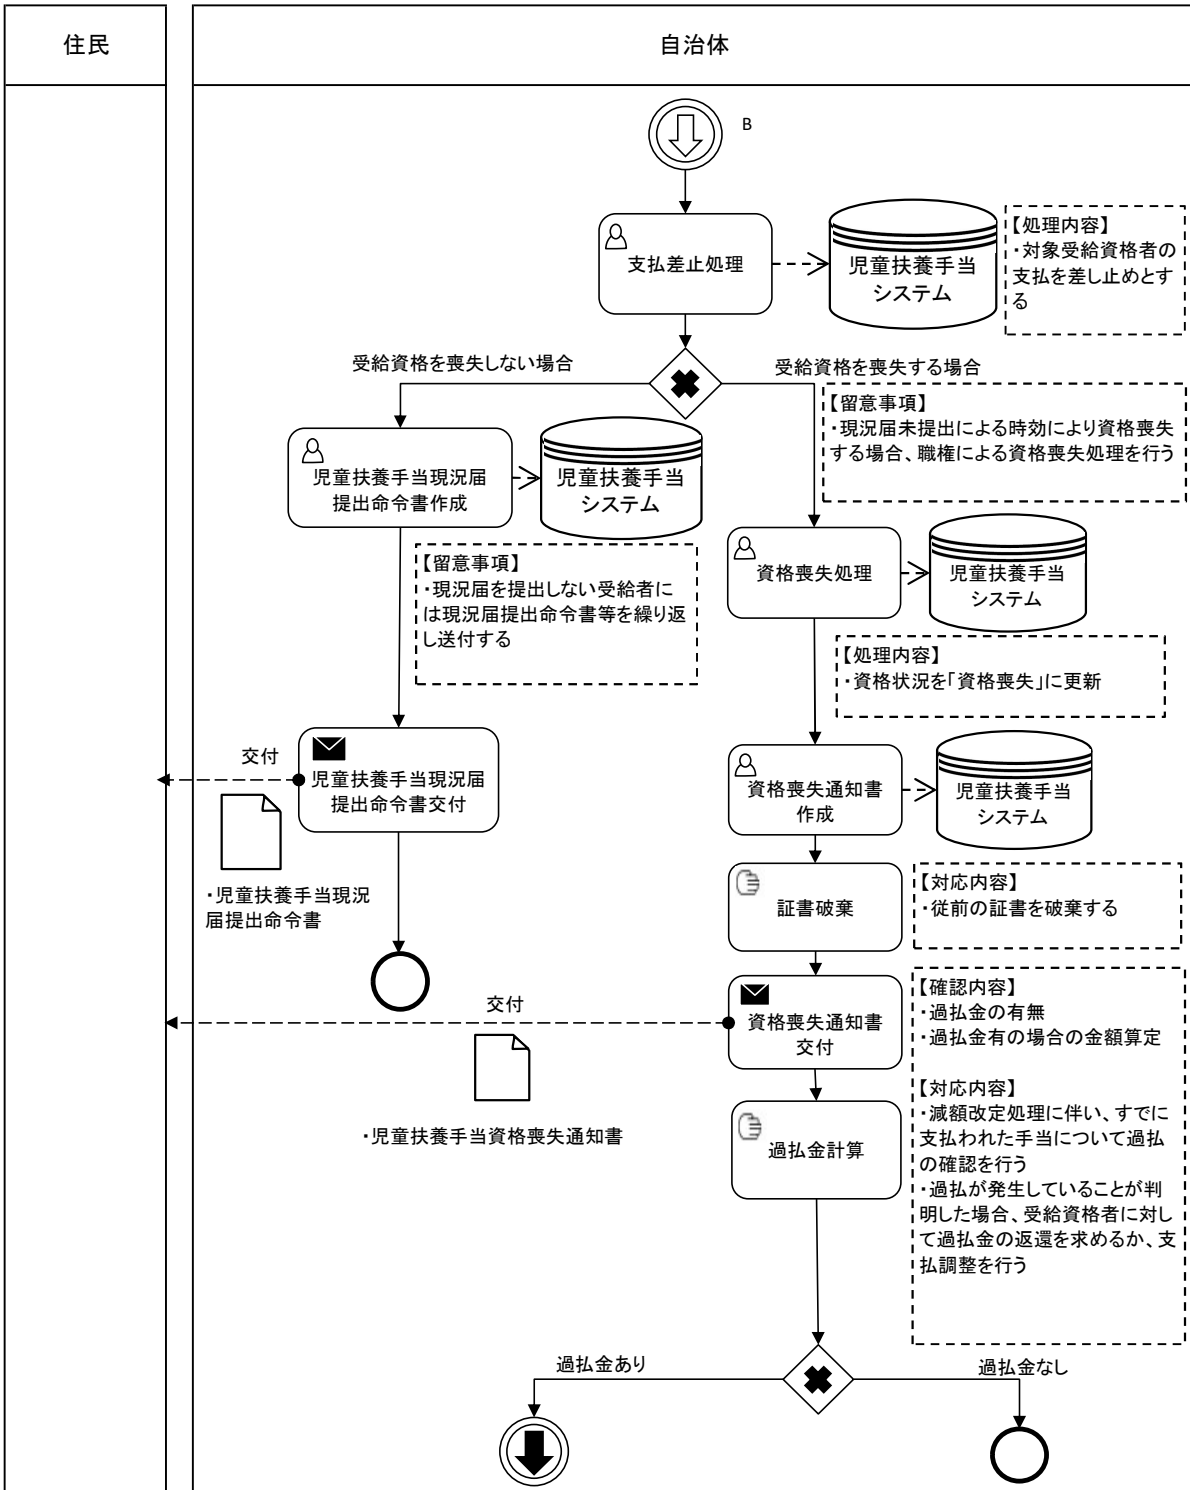 住民
自治体
B
支払差止処理
児童扶養手当
システム
【処理内容】
・対象受給資格者の
支払を差し止めとす
る
受給資格を喪失しない場合
受給資格を喪失する場合
【留意事項】
・現況届未提出による時効により資格喪失
する場合、職権による資格喪失処理を行う
児童扶養手当現況届
提出命令書作成
児童扶養手当
システム
【留意事項】
・現況届を提出しない受給者に
は現況届提出命令書等を繰り返
し送付する
資格喪失処理
児童扶養手当
システム
【処理内容】
・資格状況を「資格喪失」に更新
交付
児童扶養手当現況届
提出命令書交付
・児童扶養手当現況
届提出命令書
資格喪失通知書
作成
児童扶養手当
システム
証書破棄
【対応内容】
・従前の証書を破棄する
交付
資格喪失通知書
交付
・児童扶養手当資格喪失通知書
【確認内容】
・過払金の有無
・過払金有の場合の金額算定
【対応内容】
・減額改定処理に伴い、すでに
支払われた手当について過払
の確認を行う
・過払が発生していることが判
明した場合、受給資格者に対し
て過払金の返還を求めるか、支
払調整を行う
過払金計算
過払金あり
過払金なし